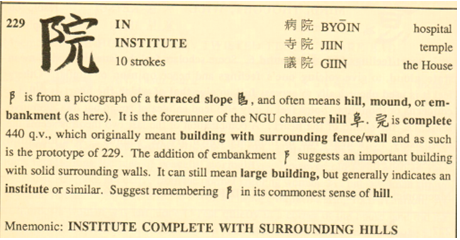 229 院 IN 病院 BYŌIN hospital
INSTITUTE 寺院 JIIN temple
10 strokes 議院 GIIN the House
阝 is from a pictograph of a terraced slope , and often means hill, mound, or em-
bankment (as here). It is the forerunner of the NGU character hill 阜. 完 is complete
440 q.v., which originally meant building with surrounding fence/wall and as such
is the prototype of 229. The addition of embankment 阝 suggests an important building
with solid surrounding walls. It can still mean large building, but generally indicates an
institute or similar. Suggest remembering 阝 in its commonest sense of hill.
Mnemonic: INSTITUTE COMPLETE WITH SURROUNDING HILLS